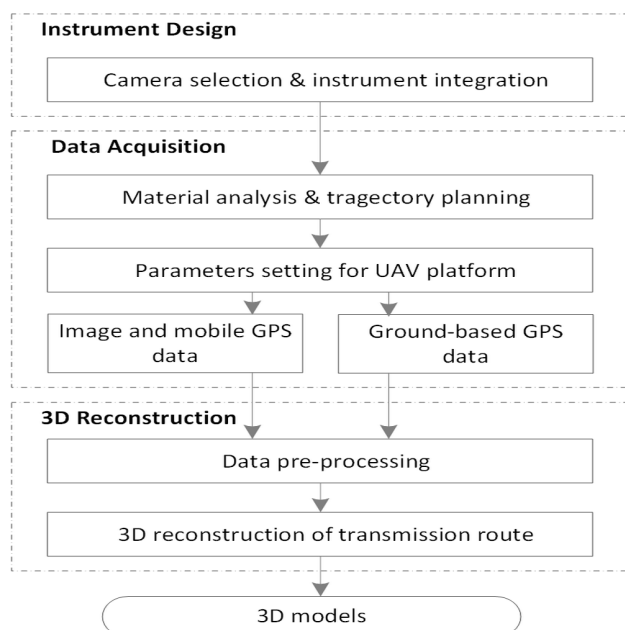 Instrument Design
Camera selection & instrument integration
Data Acquisition
Material analysis & tragectory planning
Parameters setting for UAV platform
Image and mobile GPS
data
Ground-based GPS
data
3D Reconstruction
Data pre-processing
3D reconstruction of transmission route
3D models